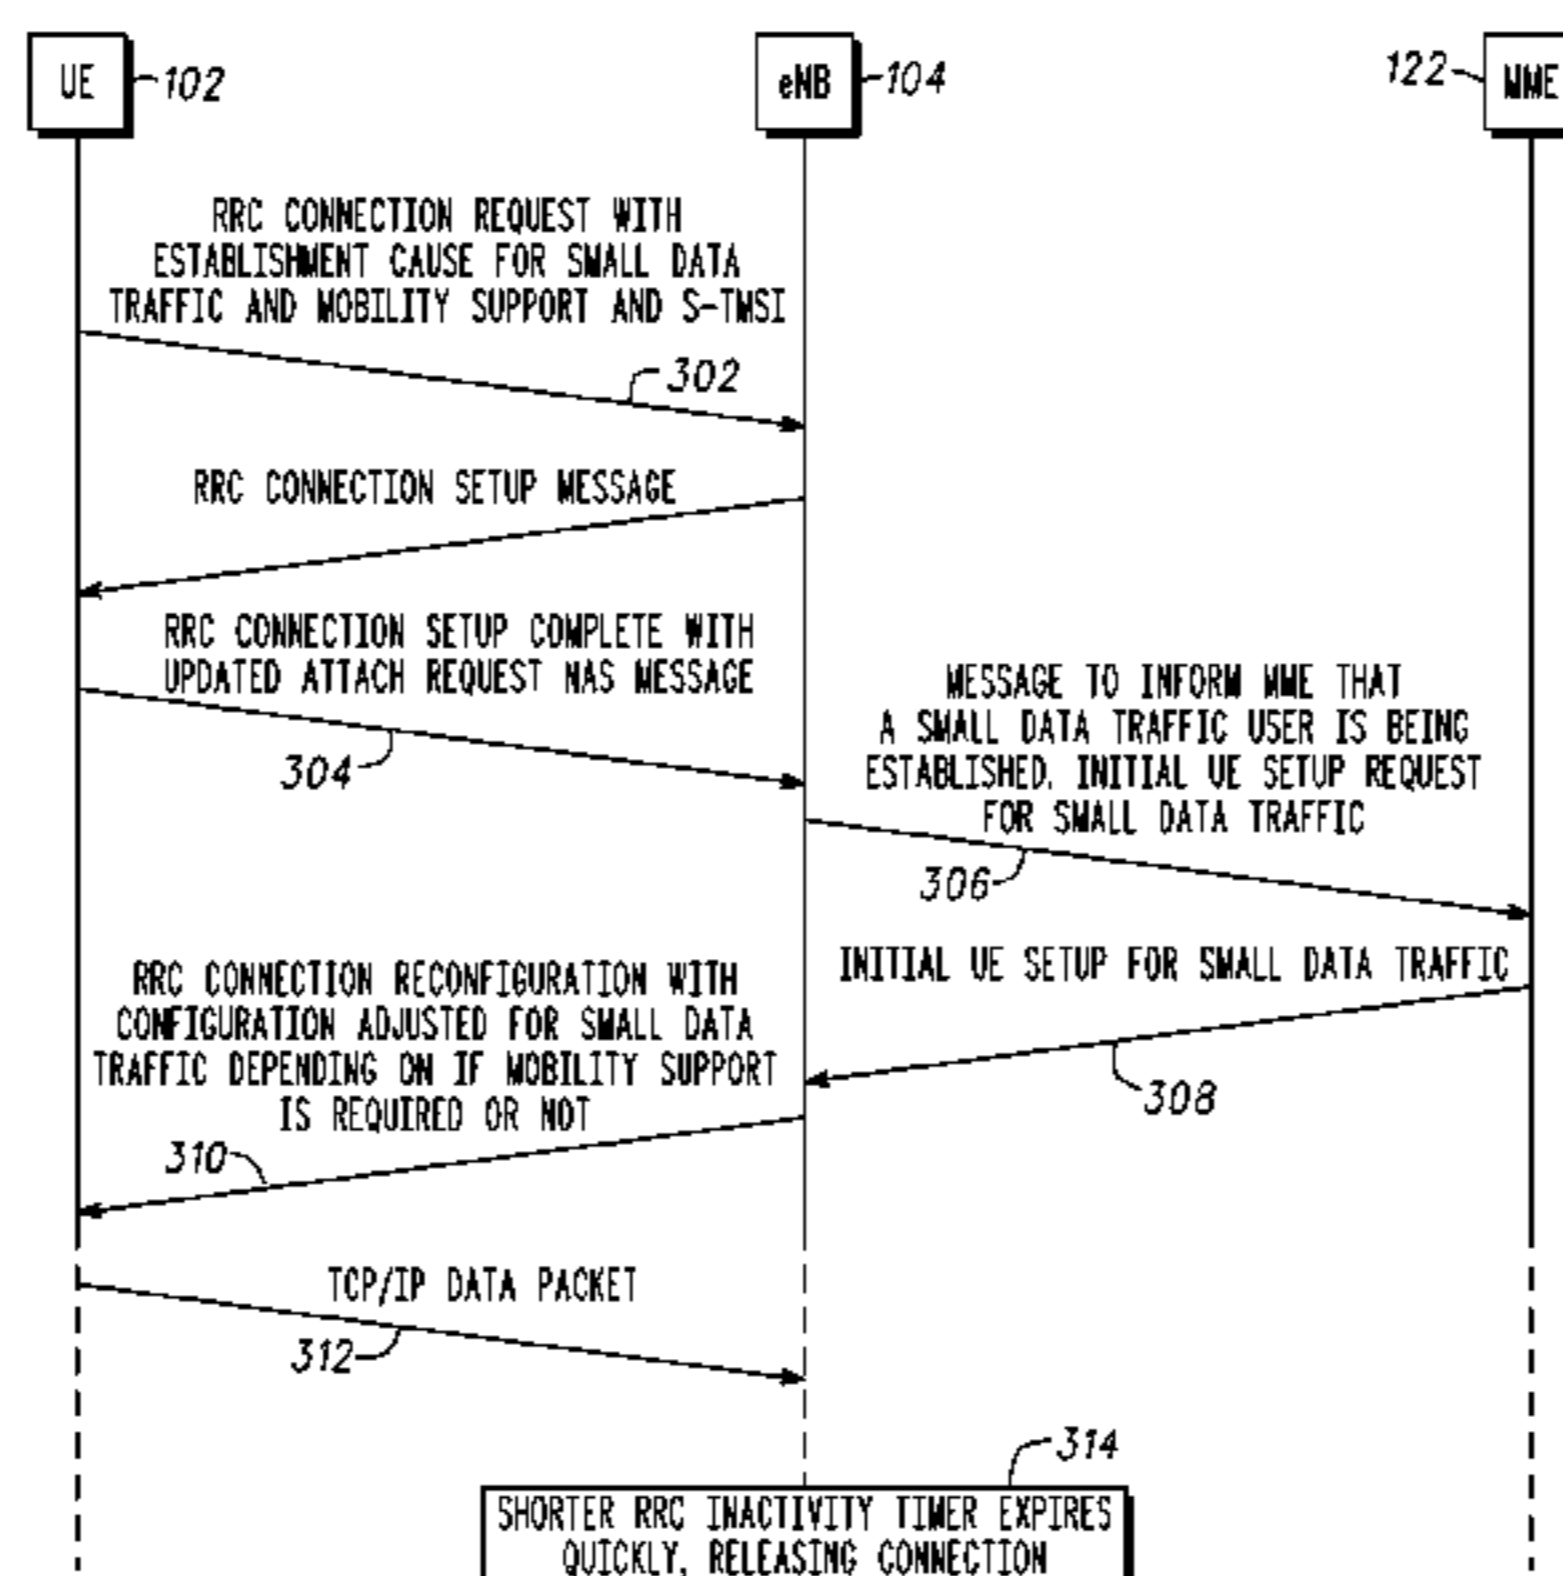 UE 102
eNB 104
122 MME
RRC CONNECTION REQUEST WITH
ESTABLISHMENT CAUSE FOR SMALL DATA
TRAFFIC AND MOBILITY SUPPORT AND S-TMSI
302
RRC CONNECTION SETUP MESSAGE
RRC CONNECTION SETUP COMPLETE WITH
UPDATED ATTACH REQUEST NAS MESSAGE
304
MESSAGE TO INFORM MME THAT
A SMALL DATA TRAFFIC USER IS BEING
ESTABLISHED. INITIAL UE SETUP REQUEST
FOR SMALL DATA TRAFFIC
306
INITIAL UE SETUP FOR SMALL DATA TRAFFIC
308
RRC CONNECTION RECONFIGURATION WITH
CONFIGURATION ADJUSTED FOR SMALL DATA
TRAFFIC DEPENDING ON IF MOBILITY SUPPORT
IS REQUIRED OR NOT
310
TCP/IP DATA PACKET
312
314
SHORTER RRC INACTIVITY TIMER EXPIRES
QUICKLY, RELEASING CONNECTION